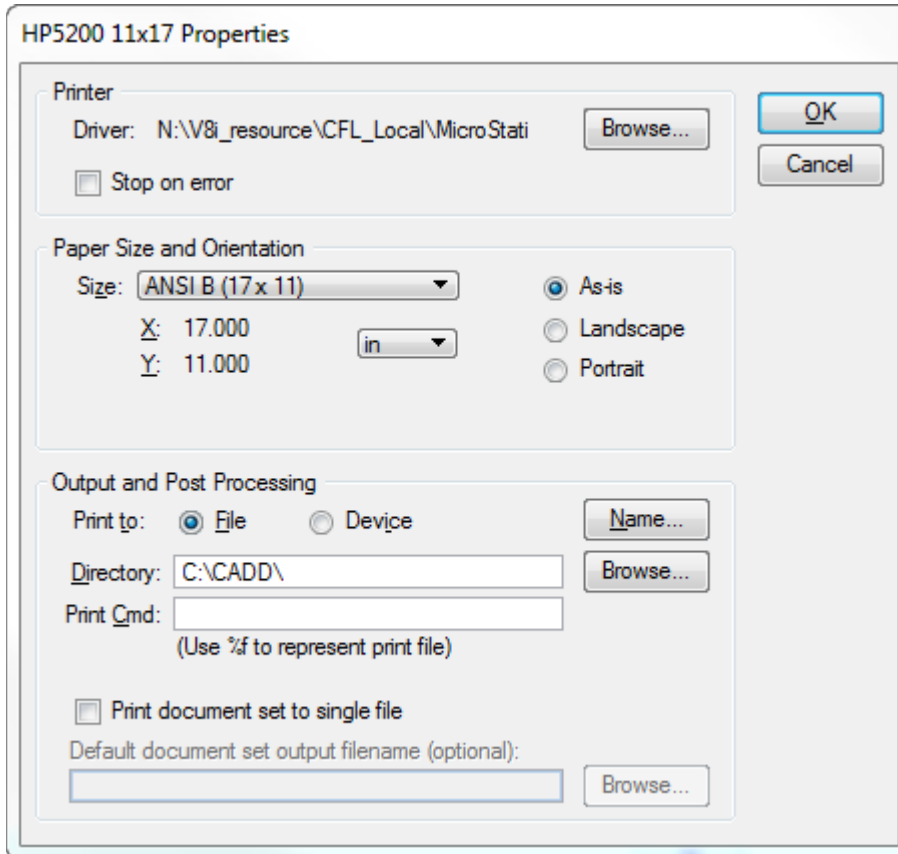 HP5200 11x17 Properties
Printer
Driver: N:\V8i_resource\CFL_Local\MicroStati Browse...
Stop on error
OK
Cancel
Paper Size and Orientation
Size: ANSI B (17 x 11)
X: 17.000
Y: 11.000
in
As-is
Landscape
Portrait
Output and Post Processing
Print to: File Device Name...
Directory: C:\CADD\ Browse...
Print Cmd:
(Use %f to represent print file)
Print document set to single file
Default document set output filename (optional):
Browse...